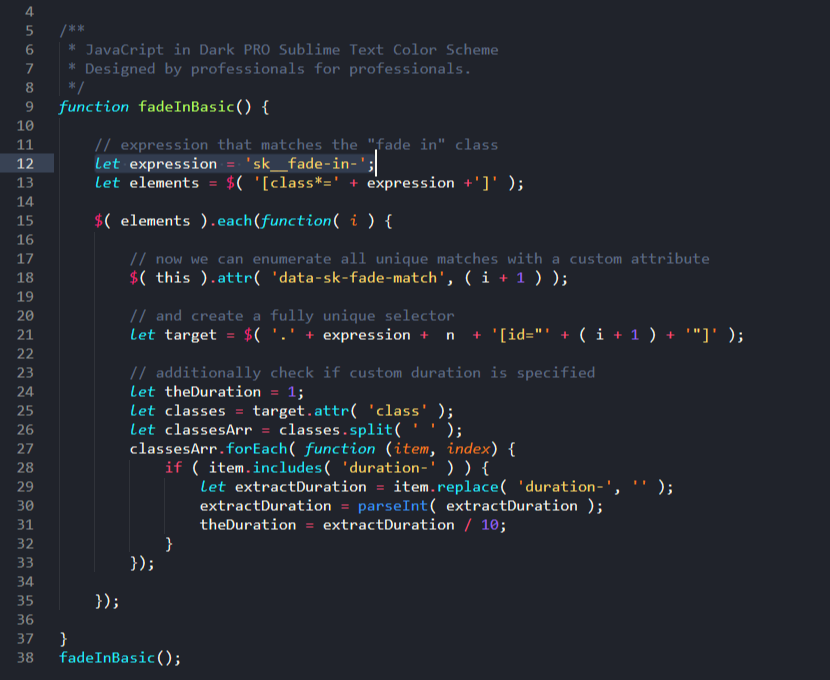 4
5 /**
6  * JavaCript in Dark PRO Sublime Text Color Scheme
7  * Designed by professionals for professionals.
8  */
9 function fadeInBasic() {
10
11     // expression that matches the "fade in" class
12     let expression = 'sk__fade-in-';
13     let elements = $( '[class*=' + expression +']' );
14
15     $( elements ).each(function( i ) {
16
17         // now we can enumerate all unique matches with a custom attribute
18         $( this ).attr( 'data-sk-fade-match', ( i + 1 ) );
19
20         // and create a fully unique selector
21         let target = $( '.' + expression +  n  + '[id="' + ( i + 1 ) + '"]' );
22
23         // additionally check if custom duration is specified
24         let theDuration = 1;
25         let classes = target.attr( 'class' );
26         let classesArr = classes.split( ' ' );
27         classesArr.forEach( function (item, index) {
28             if ( item.includes( 'duration-' ) ) {
29                 let extractDuration = item.replace( 'duration-', '' );
30                 extractDuration = parseInt( extractDuration );
31                 theDuration = extractDuration / 10;
32             }
33         });
34
35     });
36
37 }
38 fadeInBasic();